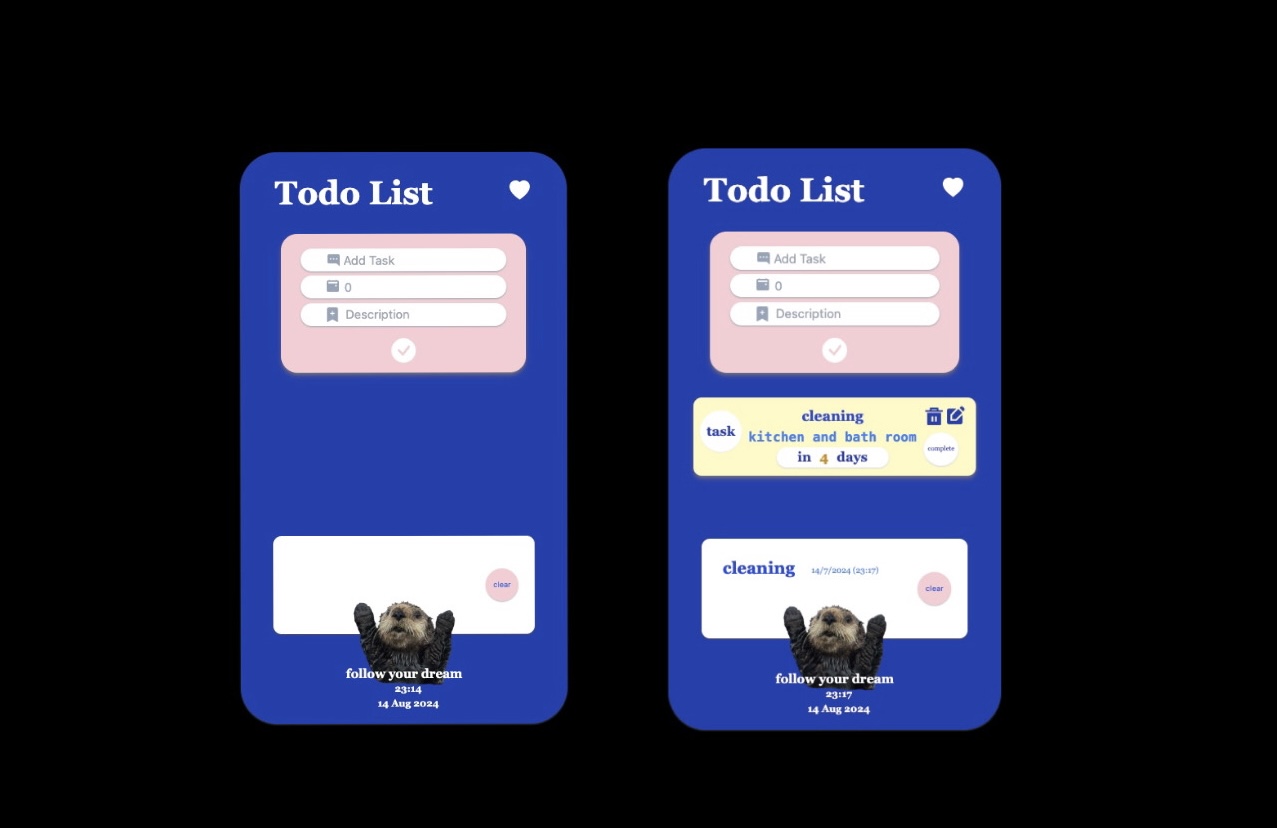 Todo List
Add Task
0
Description
clear
follow your dream
23:14
14 Aug 2024
Todo List
Add Task
0
Description
task
cleaning
kitchen and bath room
in 4 days
complete
cleaning 14/7/2024 (23:17)
clear
follow your dream
23:17
14 Aug 2024